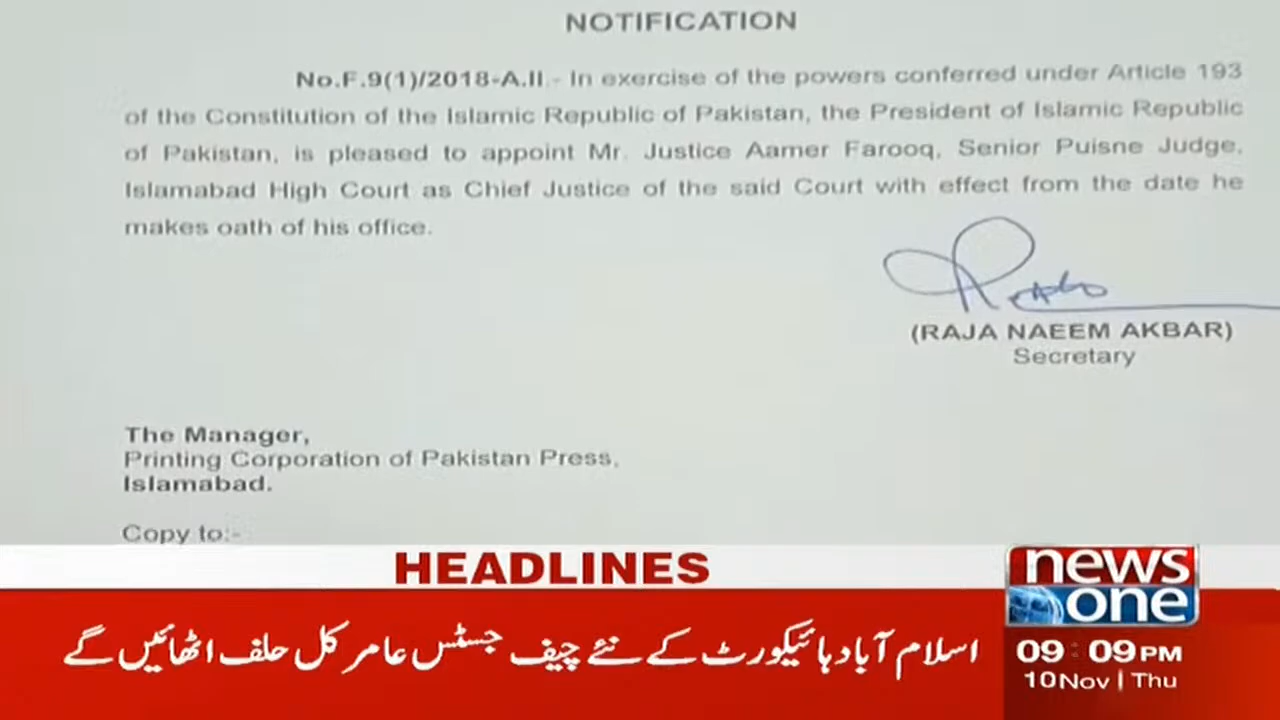 NOTIFICATION
No.F.9(1)/2018-A.II.- In exercise of the powers conferred under Article 193
of the Constitution of the Islamic Republic of Pakistan, the President of Islamic Republic
of Pakistan, is pleased to appoint Mr. Justice Aamer Farooq, Senior Puisne Judge,
Islamabad High Court as Chief Justice of the said Court with effect from the date he
makes oath of his office.
(RAJA NAEEM AKBAR)
Secretary
The Manager,
Printing Corporation of Pakistan Press,
Islamabad.
Copy to:-
HEADLINES
news
one
اسلام آباد ہائیکورٹ کے نئے چیف جسٹس عامر کل حلف اٹھائیں گے
09:09PM
10Nov | Thu